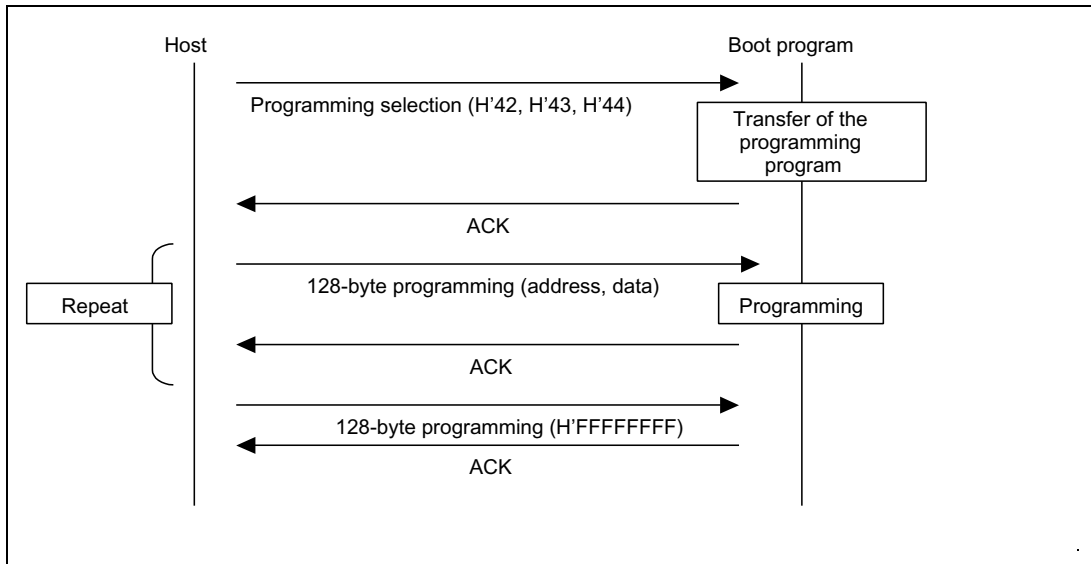 Host
Boot program
Programming selection (H'42, H'43, H'44)
Transfer of the
programming
program
ACK
128-byte programming (address, data)
Repeat
Programming
ACK
128-byte programming (H'FFFFFFFF)
ACK